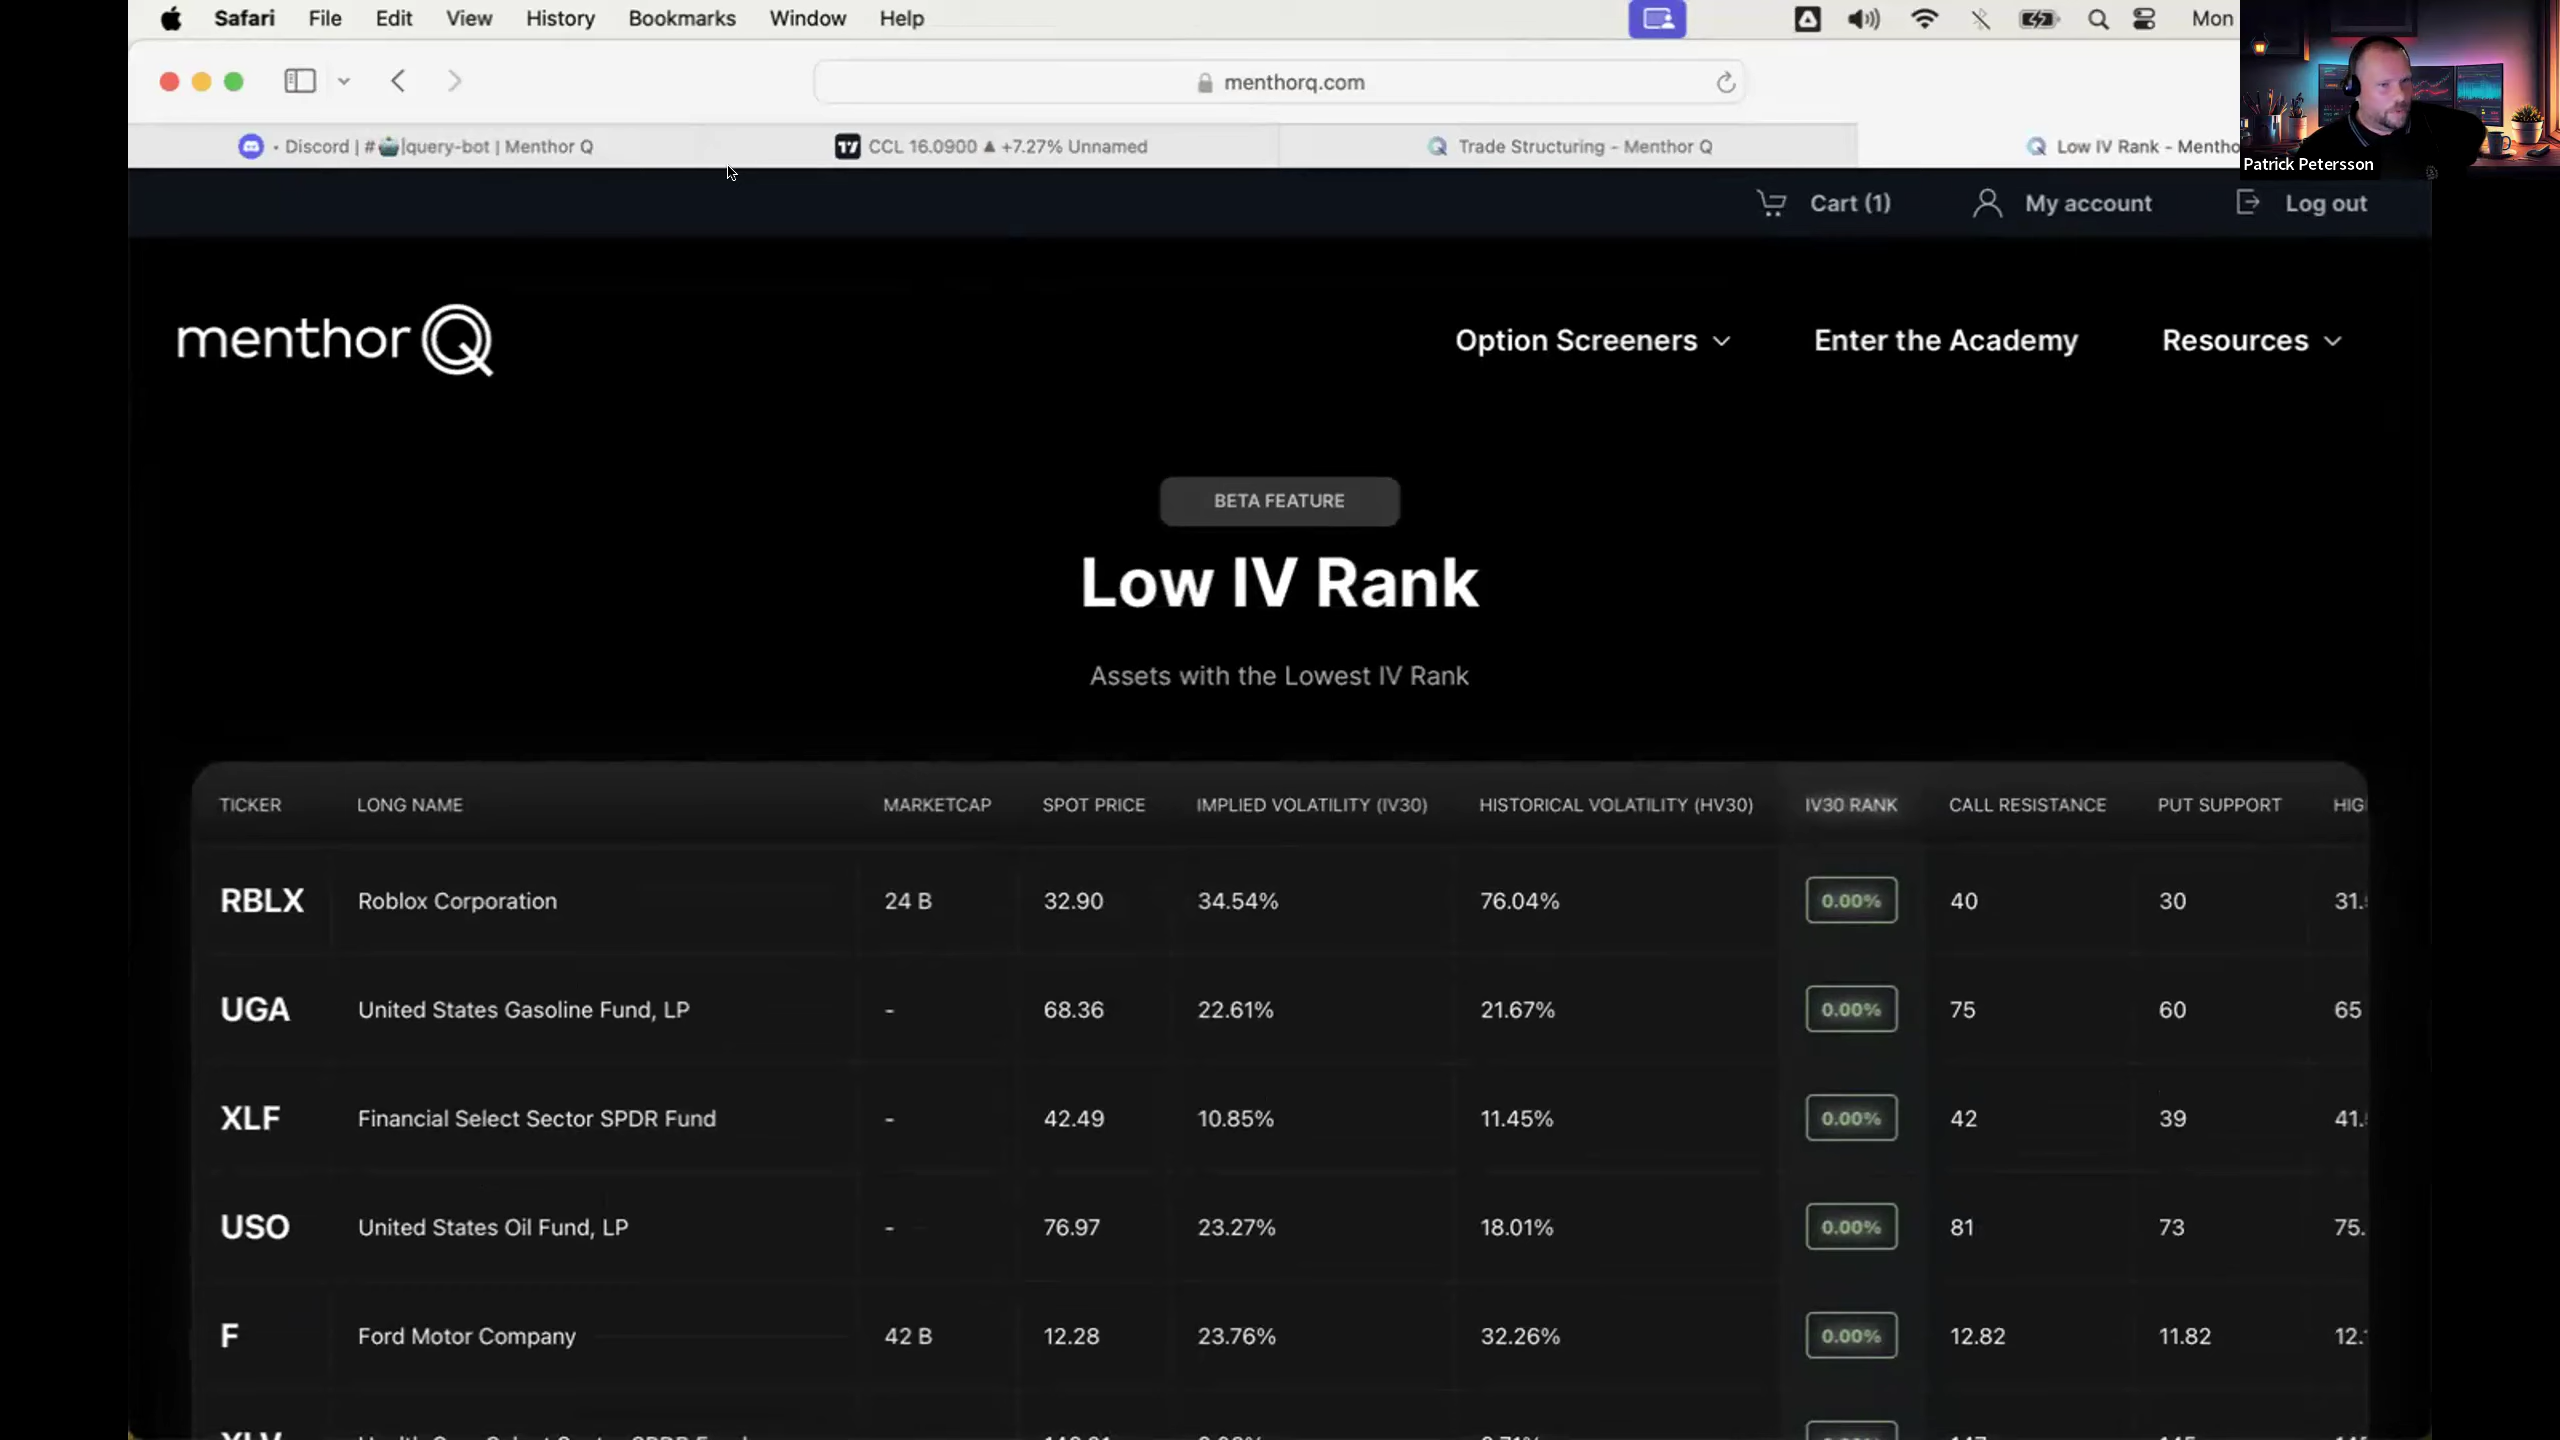 Safari File Edit View History Bookmarks Window Help Mon
menthorq.com
· Discord | #🤖|query-bot | Menthor Q
CCL 16.0900 ▲ +7.27% Unnamed
Trade Structuring - Menthor Q
Low IV Rank - Mentho
Patrick Petersson
Cart (1) My account Log out
menthorQ
Option Screeners Enter the Academy Resources
BETA FEATURE
Low IV Rank
Assets with the Lowest IV Rank
TICKER LONG NAME MARKETCAP SPOT PRICE IMPLIED VOLATILITY (IV30) HISTORICAL VOLATILITY (HV30) IV30 RANK CALL RESISTANCE PUT SUPPORT HIG
RBLX Roblox Corporation 24 B 32.90 34.54% 76.04% 0.00% 40 30 31.
UGA United States Gasoline Fund, LP - 68.36 22.61% 21.67% 0.00% 75 60 65
XLF Financial Select Sector SPDR Fund - 42.49 10.85% 11.45% 0.00% 42 39 41.
USO United States Oil Fund, LP - 76.97 23.27% 18.01% 0.00% 81 73 75.
F Ford Motor Company 42 B 12.28 23.76% 32.26% 0.00% 12.82 11.82 12.